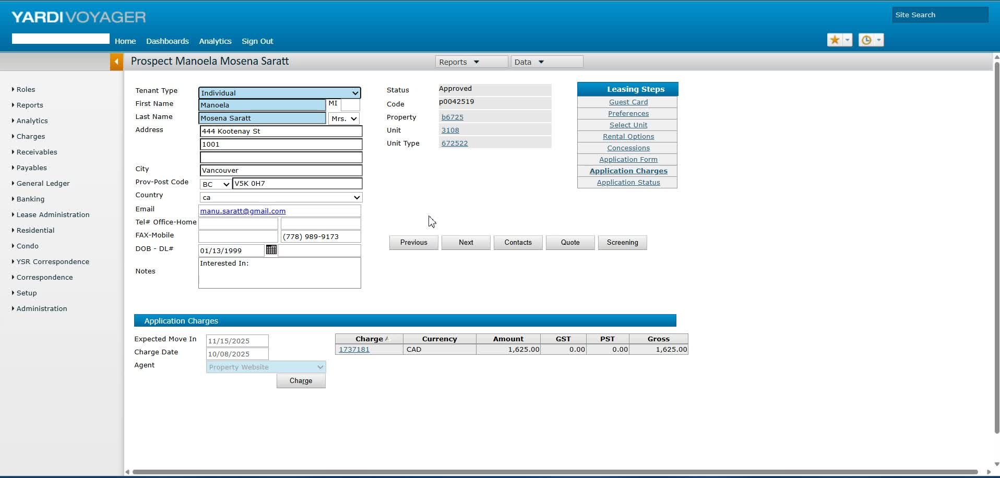 YARDI VOYAGER
Site Search
Home Dashboards Analytics Sign Out
Prospect Manoela Mosena Saratt
Reports
Data
Roles
Reports
Analytics
Charges
Receivables
Payables
General Ledger
Banking
Lease Administration
Residential
Condo
YSR Correspondence
Correspondence
Setup
Administration
Tenant Type Individual
First Name Manoela MI
Last Name Mosena Saratt Mrs.
Address 444 Kootenay St
1001
City Vancouver
Prov-Post Code BC V5K 0H7
Country ca
Email manu.saratt@gmail.com
Tel# Office-Home
FAX-Mobile (778) 989-9173
DOB - DL# 01/13/1999
Notes Interested In:
Status Approved
Code p0042519
Property b6725
Unit 3108
Unit Type 672522
Leasing Steps
Guest Card
Preferences
Select Unit
Rental Options
Concessions
Application Form
Application Charges
Application Status
Previous Next Contacts Quote Screening
Application Charges
Expected Move In 11/15/2025
Charge Date 10/08/2025
Agent Property Website
Charge
Charge Currency Amount GST PST Gross
1737181 CAD 1,625.00 0.00 0.00 1,625.00